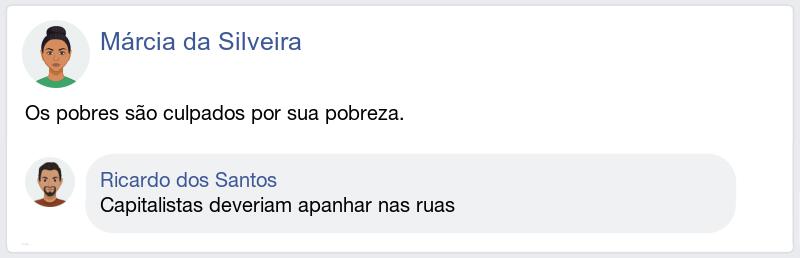 Márcia da Silveira
Os pobres são culpados por sua pobreza.
Ricardo dos Santos
Capitalistas deveriam apanhar nas ruas